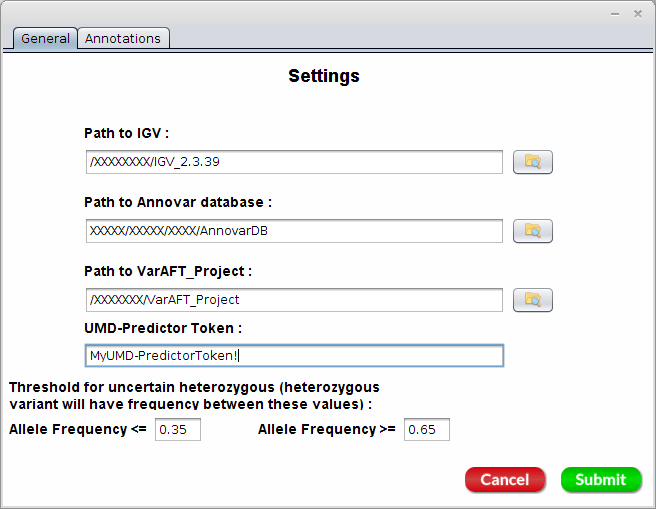 General Annotations
Settings
Path to IGV :
/XXXXXXXX/IGV_2.3.39
Path to Annovar database :
XXXXX/XXXXX/XXXX/AnnovarDB
Path to VarAFT_Project :
/XXXXXXX/VarAFT_Project
UMD-Predictor Token :
MyUMD-PredictorToken!
Threshold for uncertain heterozygous (heterozygous
variant will have frequency between these values) :
Allele Frequency <= 0.35 Allele Frequency >= 0.65
Cancel Submit